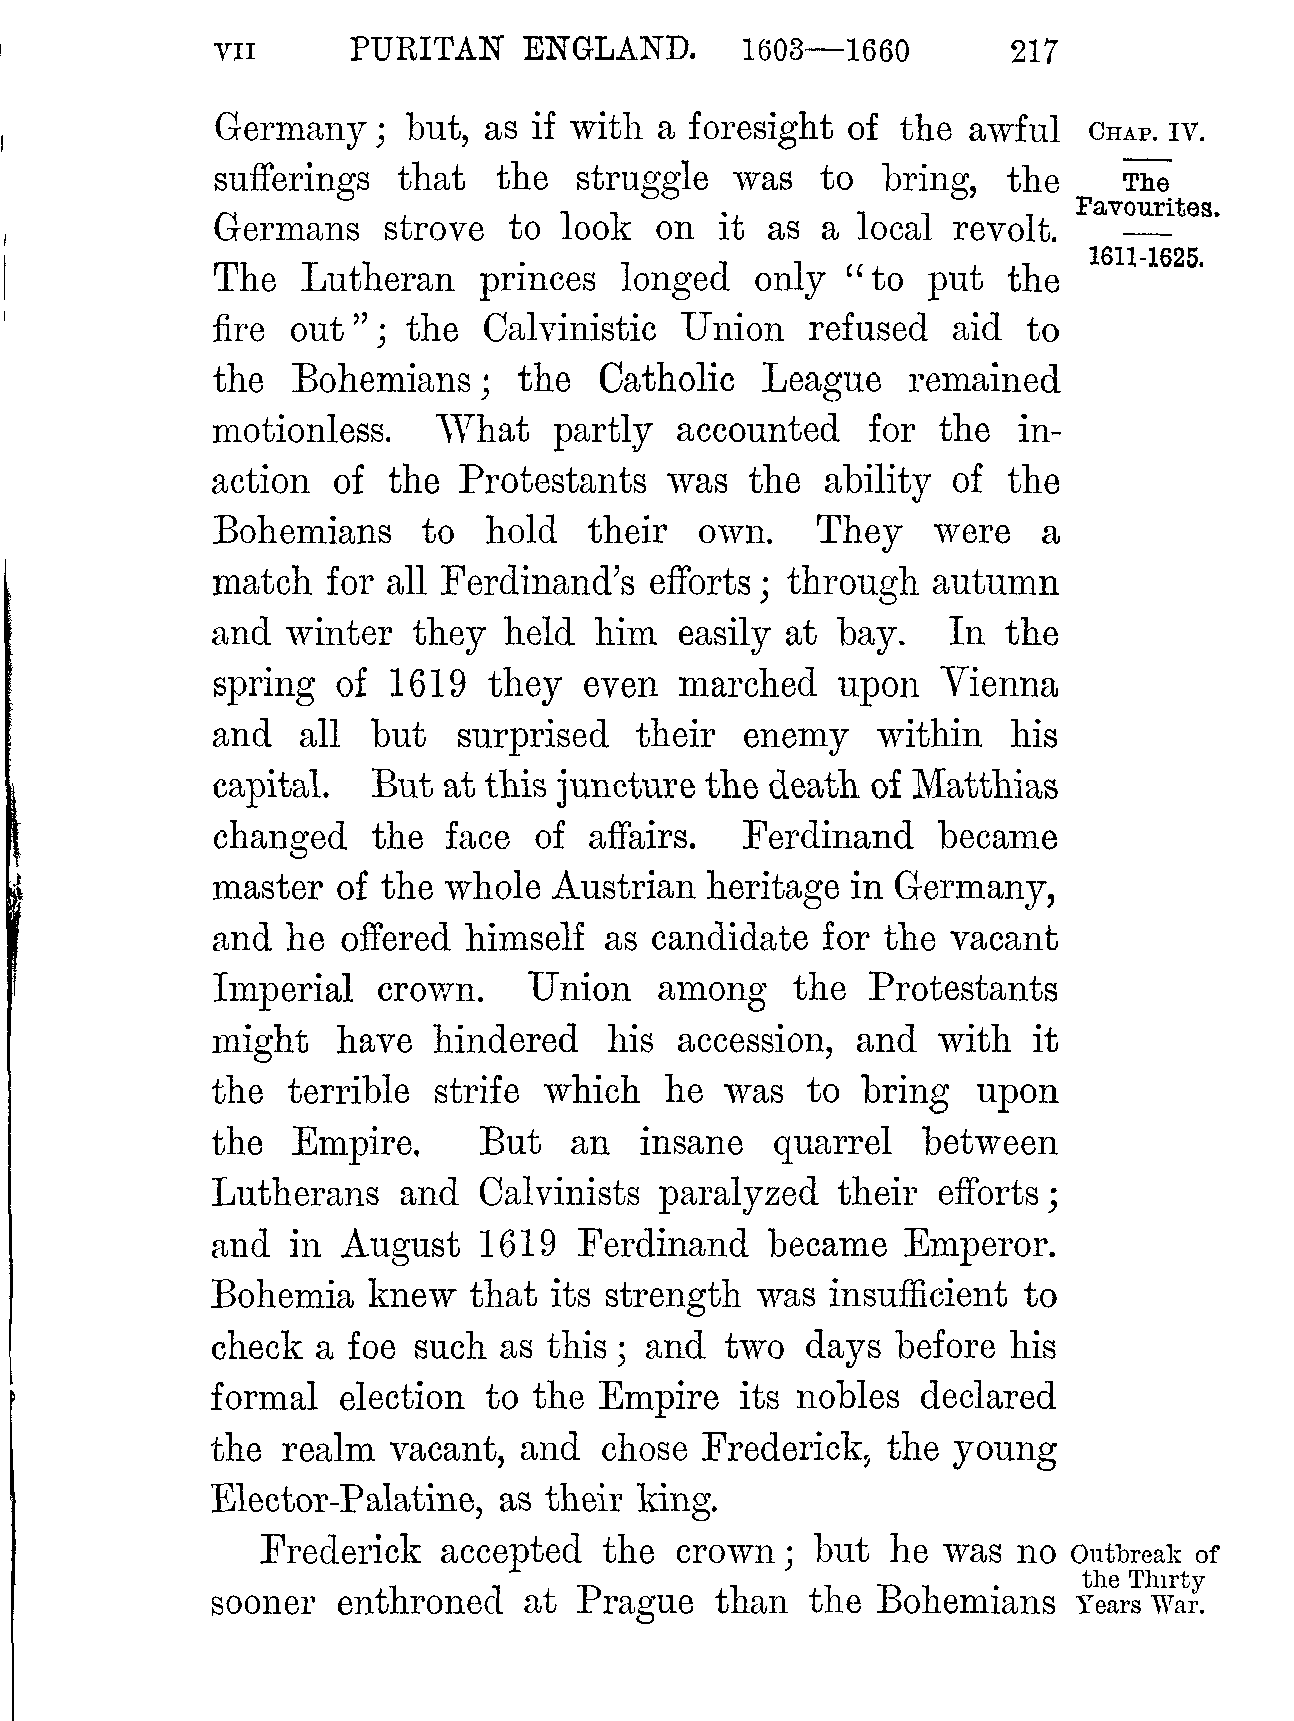 VII PURITAN ENGLAND. 1603—1660 217
Germany; but, as if with a foresight of the awful
sufferings that the struggle was to bring, the
Germans strove to look on it as a local revolt.
The Lutheran princes longed only “to put the
fire out”; the Calvinistic Union refused aid to
the Bohemians; the Catholic League remained
motionless. What partly accounted for the in-
action of the Protestants was the ability of the
Bohemians to hold their own. They were a
match for all Ferdinand’s efforts; through autumn
and winter they held him easily at bay. In the
spring of 1619 they even marched upon Vienna
and all but surprised their enemy within his
capital. But at this juncture the death of Matthias
changed the face of affairs. Ferdinand became
master of the whole Austrian heritage in Germany,
and he offered himself as candidate for the vacant
Imperial crown. Union among the Protestants
might have hindered his accession, and with it
the terrible strife which he was to bring upon
the Empire. But an insane quarrel between
Lutherans and Calvinists paralyzed their efforts;
and in August 1619 Ferdinand became Emperor.
Bohemia knew that its strength was insufficient to
check a foe such as this; and two days before his
formal election to the Empire its nobles declared
the realm vacant, and chose Frederick, the young
Elector-Palatine, as their king.
Frederick accepted the crown; but he was no
sooner enthroned at Prague than the Bohemians
CHAP. IV.
The
Favourites.
1611-1625.
Outbreak of
the Thirty
Years War.